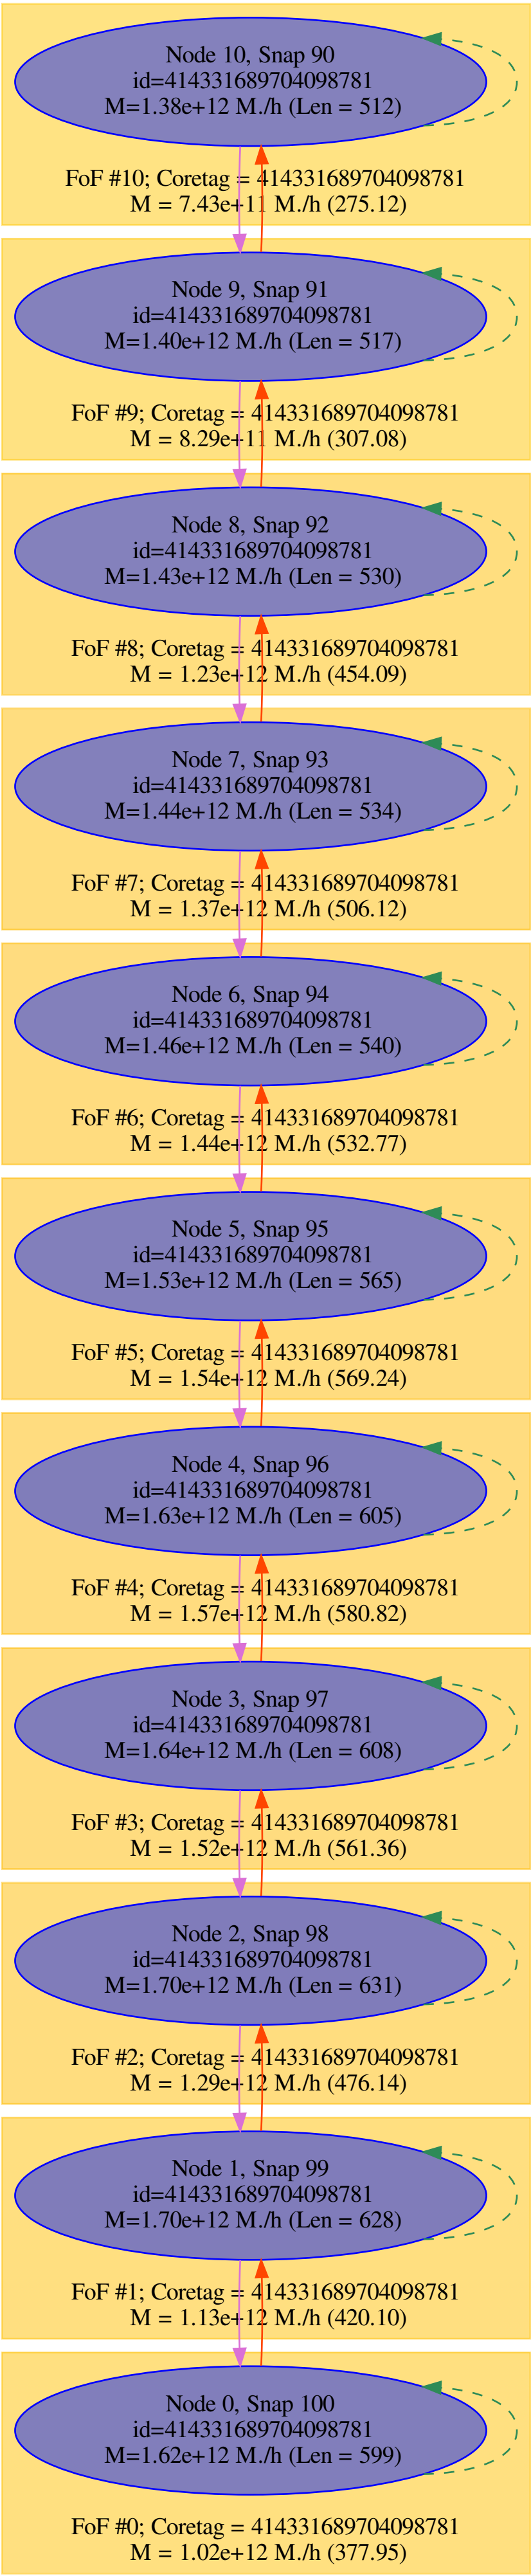 Node 10, Snap 90
id=414331689704098781
M=1.38e+12 M./h (Len = 512)
FoF #10; Coretag = 414331689704098781
M = 7.43e+11 M./h (275.12)
Node 9, Snap 91
id=414331689704098781
M=1.40e+12 M./h (Len = 517)
FoF #9; Coretag = 414331689704098781
M = 8.29e+11 M./h (307.08)
Node 8, Snap 92
id=414331689704098781
M=1.43e+12 M./h (Len = 530)
FoF #8; Coretag = 414331689704098781
M = 1.23e+12 M./h (454.09)
Node 7, Snap 93
id=414331689704098781
M=1.44e+12 M./h (Len = 534)
FoF #7; Coretag = 414331689704098781
M = 1.37e+12 M./h (506.12)
Node 6, Snap 94
id=414331689704098781
M=1.46e+12 M./h (Len = 540)
FoF #6; Coretag = 414331689704098781
M = 1.44e+12 M./h (532.77)
Node 5, Snap 95
id=414331689704098781
M=1.53e+12 M./h (Len = 565)
FoF #5; Coretag = 414331689704098781
M = 1.54e+12 M./h (569.24)
Node 4, Snap 96
id=414331689704098781
M=1.63e+12 M./h (Len = 605)
FoF #4; Coretag = 414331689704098781
M = 1.57e+12 M./h (580.82)
Node 3, Snap 97
id=414331689704098781
M=1.64e+12 M./h (Len = 608)
FoF #3; Coretag = 414331689704098781
M = 1.52e+12 M./h (561.36)
Node 2, Snap 98
id=414331689704098781
M=1.70e+12 M./h (Len = 631)
FoF #2; Coretag = 414331689704098781
M = 1.29e+12 M./h (476.14)
Node 1, Snap 99
id=414331689704098781
M=1.70e+12 M./h (Len = 628)
FoF #1; Coretag = 414331689704098781
M = 1.13e+12 M./h (420.10)
Node 0, Snap 100
id=414331689704098781
M=1.62e+12 M./h (Len = 599)
FoF #0; Coretag = 414331689704098781
M = 1.02e+12 M./h (377.95)